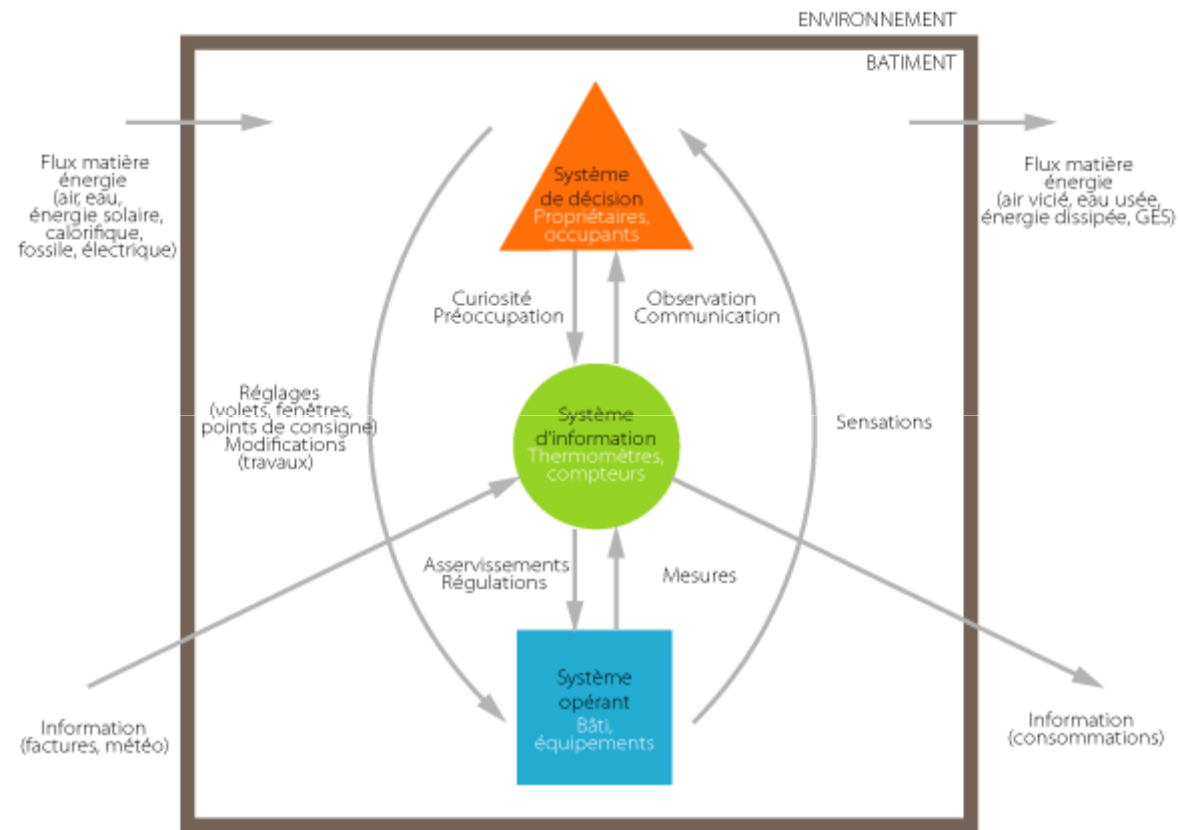 ENVIRONNEMENT
BATIMENT
Flux matière
énergie
(air, eau,
énergie solaire,
calorifique,
fossile, électrique)
Flux matière
énergie
(air vicié, eau usée,
énergie dissipée, GES)
Système
de décision
Propriétaires,
occupants
Curiosité
Préoccupation
Observation
Communication
Réglages
(volets, fenêtres,
points de consigne)
Modifications
(travaux)
Système
d'information
Thermomètres,
compteurs
Sensations
Asservissements
Régulations
Mesures
Système
opérant
Bâti,
équipements
Information
(factures, météo)
Information
(consommations)